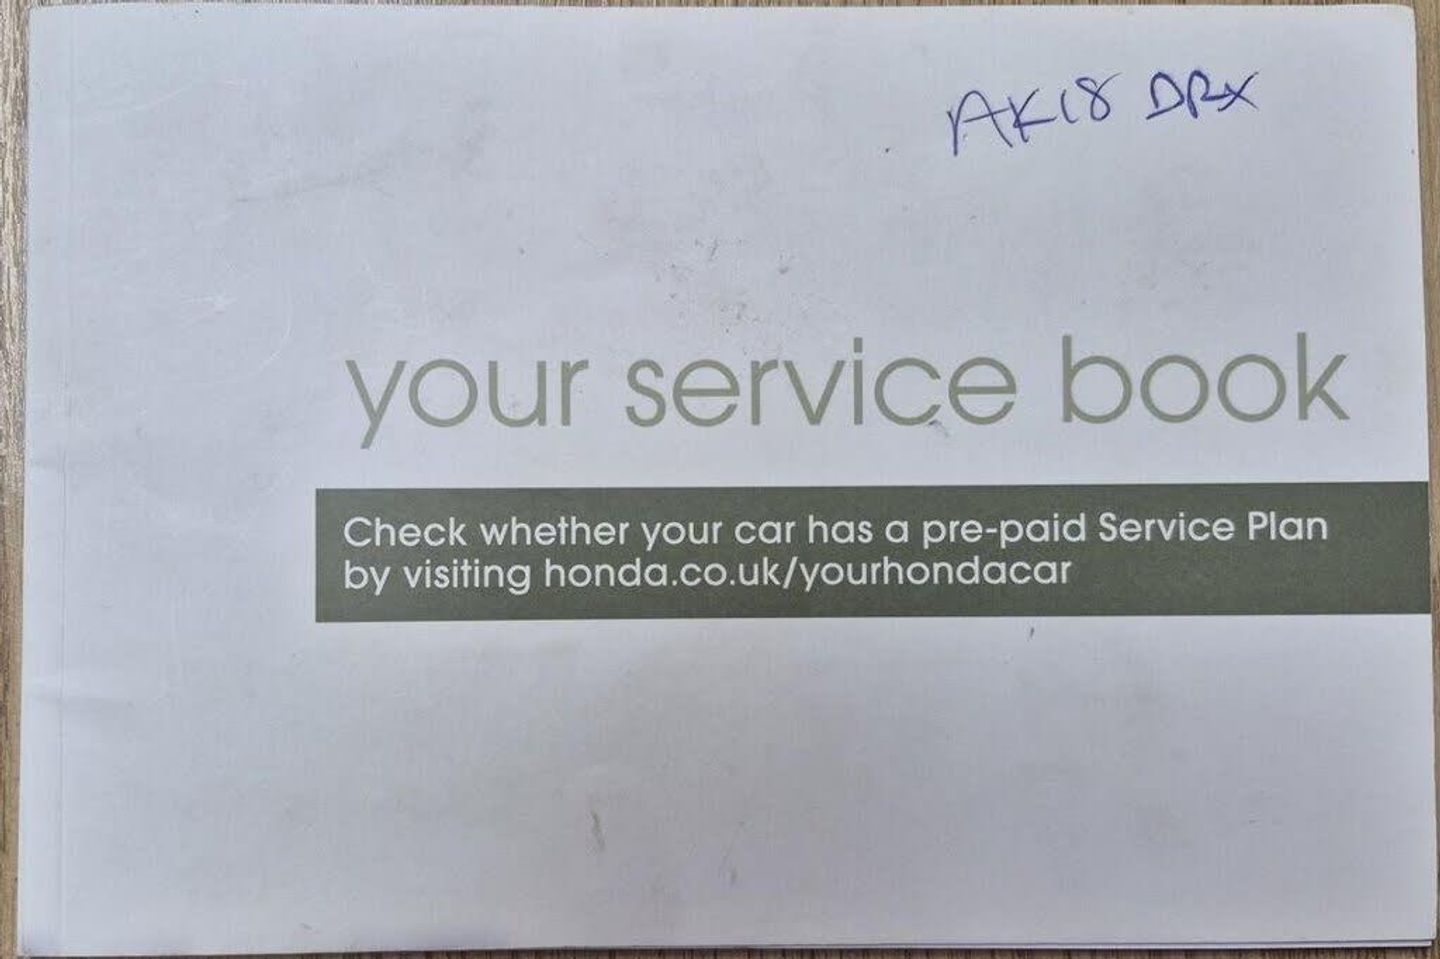 AK18 DRX
your service book
Check whether your car has a pre-paid Service Plan
by visiting honda.co.uk/yourhondacar